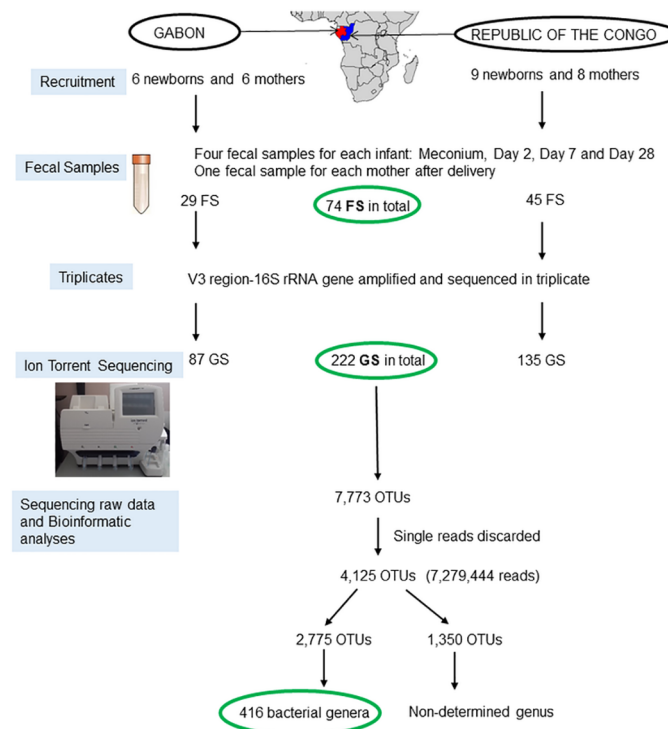 GABON
REPUBLIC OF THE CONGO
Recruitment
6 newborns and 6 mothers
9 newborns and 8 mothers
Fecal Samples
Four fecal samples for each infant: Meconium, Day 2, Day 7 and Day 28
One fecal sample for each mother after delivery
29 FS
74 FS in total
45 FS
Triplicates
V3 region-16S rRNA gene amplified and sequenced in triplicate
Ion Torrent Sequencing
87 GS
222 GS in total
135 GS
Sequencing raw data
and Bioinformatic
analyses
7,773 OTUs
Single reads discarded
4,125 OTUs (7,279,444 reads)
2,775 OTUs
1,350 OTUs
416 bacterial genera
Non-determined genus